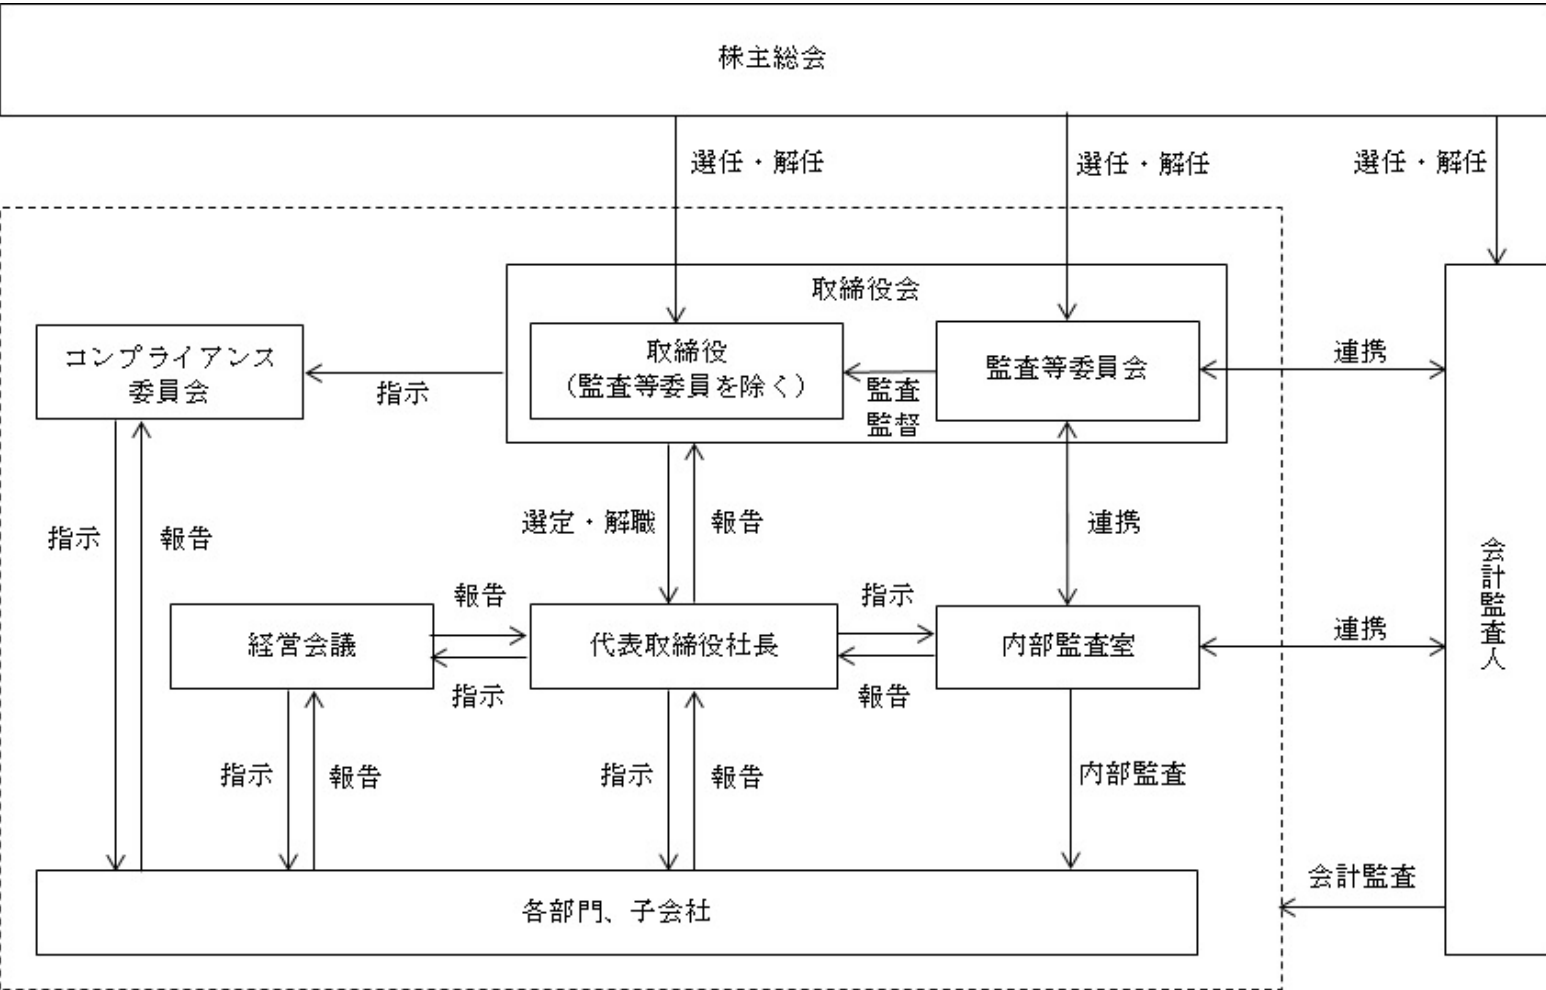 株主総会
選任・解任
選任・解任
選任・解任
取締役会
コンプライアンス
委員会
指示
取締役
(監査等委員を除く)
監査
監督
監査等委員会
連携
指示
報告
選定・解職
報告
連携
会計監査人
報告
指示
経営会議
代表取締役社長
内部監査室
連携
指示
報告
指示
報告
指示
報告
内部監査
会計監査
各部門、子会社